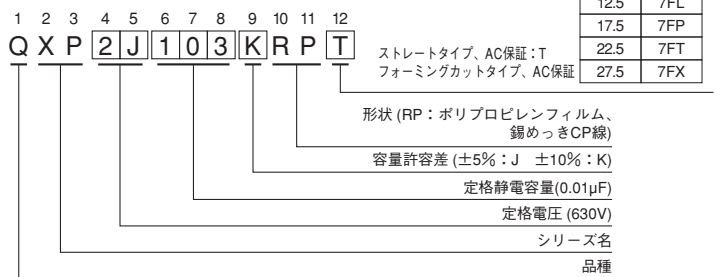 12.5 7FL
17.5 7FP
22.5 7FT
27.5 7FX
1 2 3 4 5 6 7 8 9 10 11 12
Q X P 2 J 1 0 3 K R P T
ストレートタイプ、AC保証：T
フォーミングカットタイプ、AC保証
形状 (RP：ポリプロピレンフィルム、
錫めっきCP線)
容量許容差 (±5%：J ±10%：K)
定格静電容量(0.01µF)
定格電圧 (630V)
シリーズ名
品種